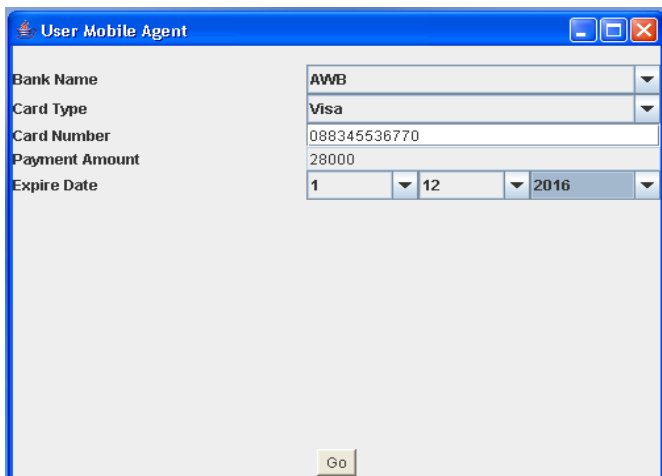 User Mobile Agent
Bank Name AWB
Card Type Visa
Card Number 088345536770
Payment Amount 28000
Expire Date 1 12 2016
Go